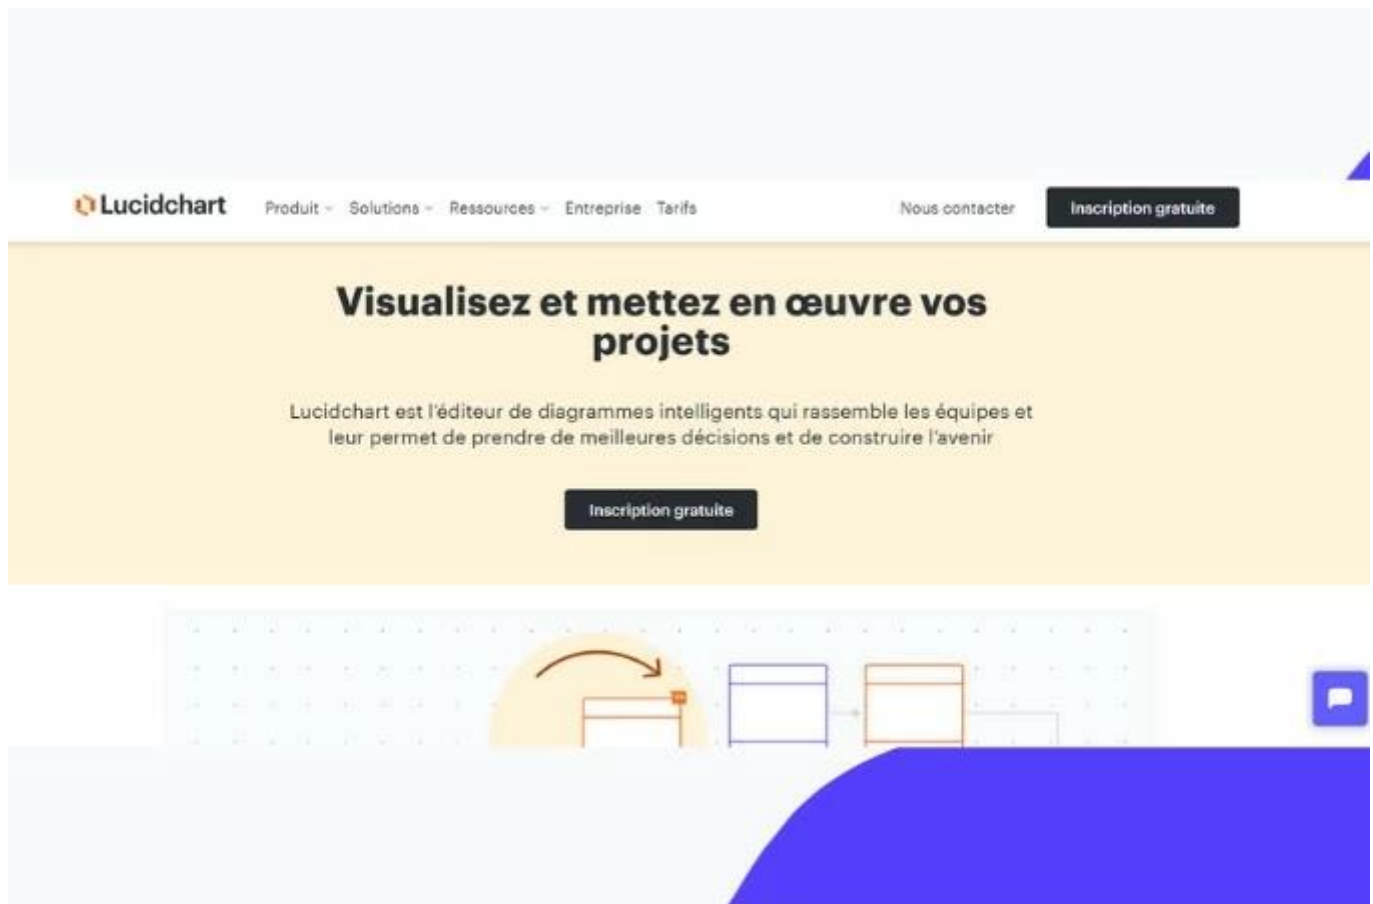 Lucidchart
Produit Solutions Ressources Entreprise Tarifs
Nous contacter
Inscription gratuite
Visualisez et mettez en œuvre vos
projets
Lucidchart est l'éditeur de diagrammes intelligents qui rassemble les équipes et
leur permet de prendre de meilleures décisions et de construire l'avenir
Inscription gratuite